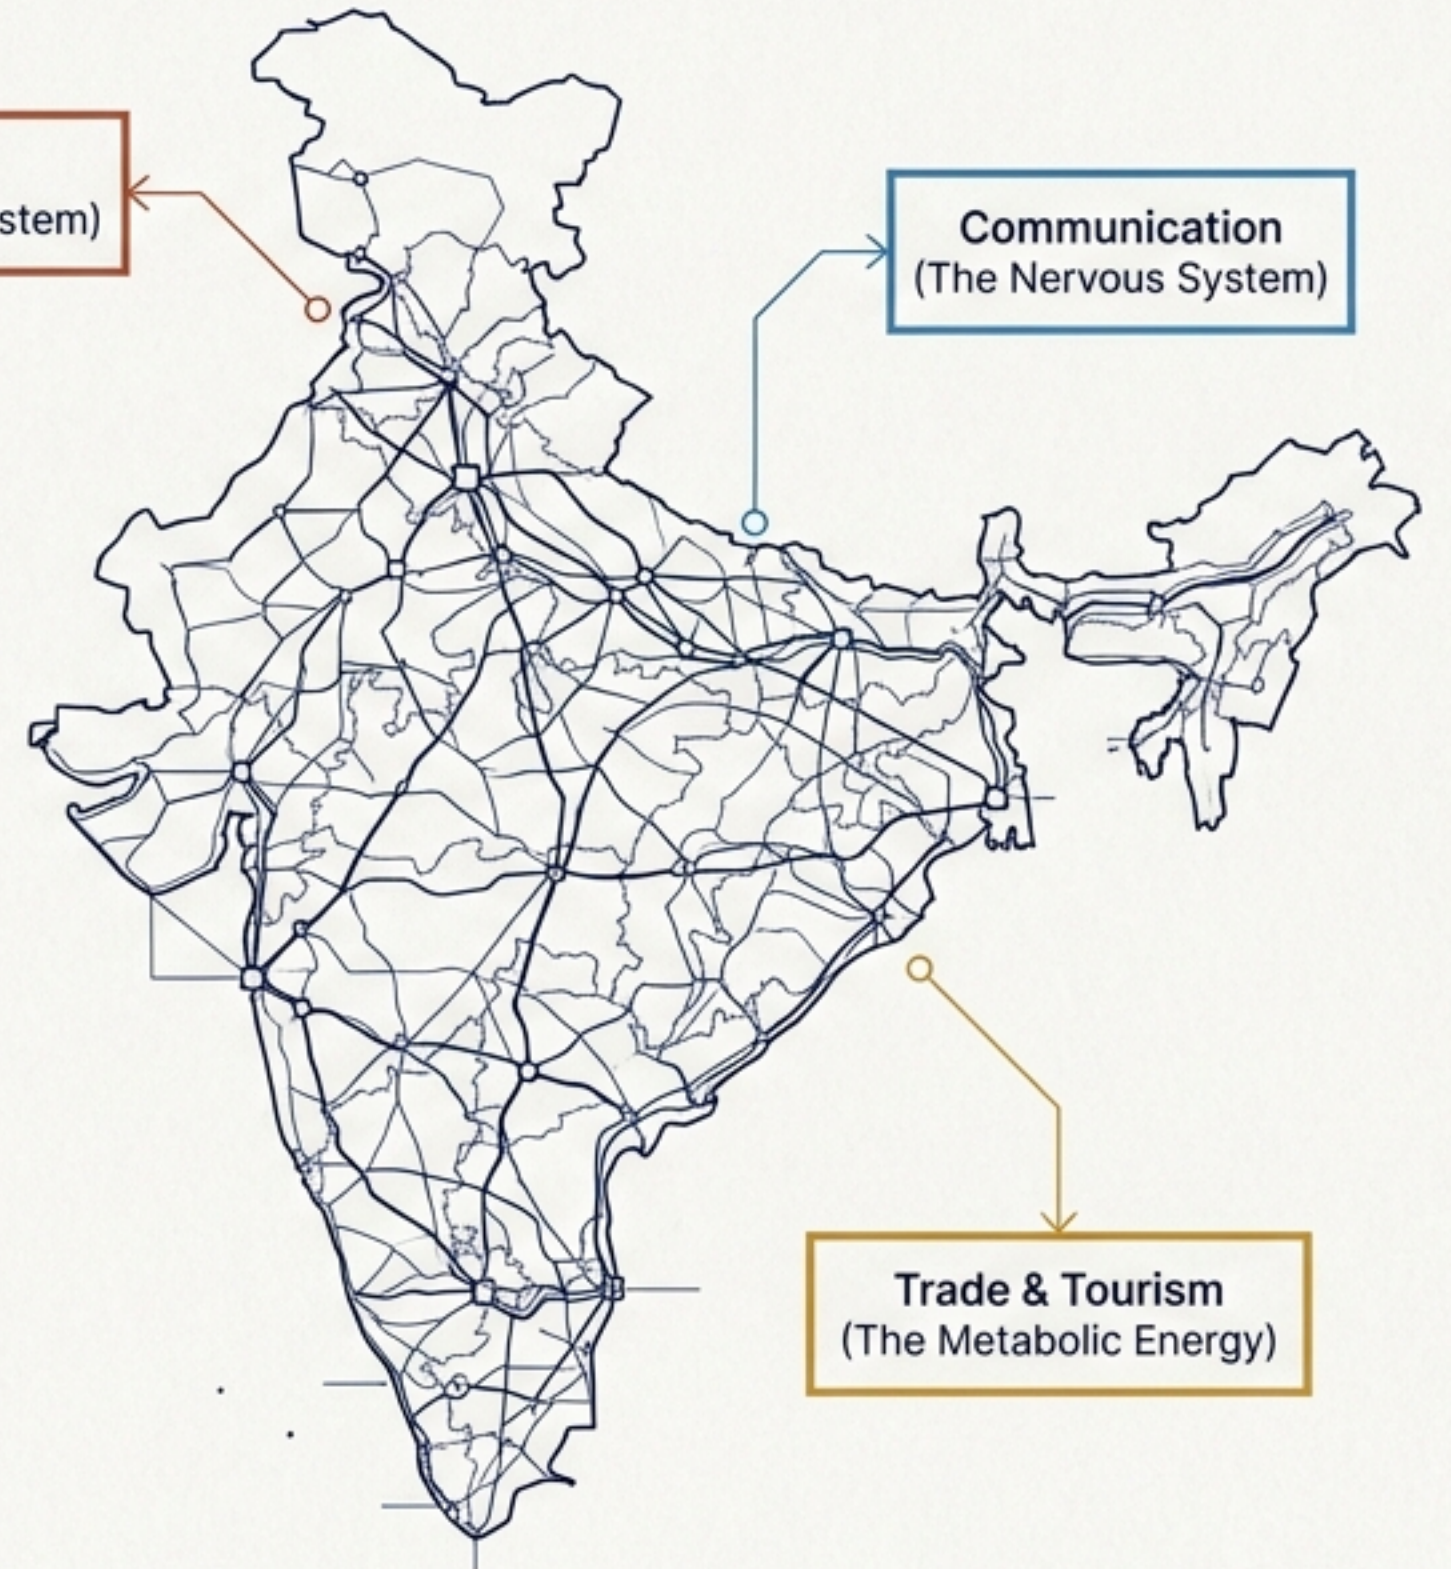 stem)
Communication
(The Nervous System)
Trade & Tourism
(The Metabolic Energy)